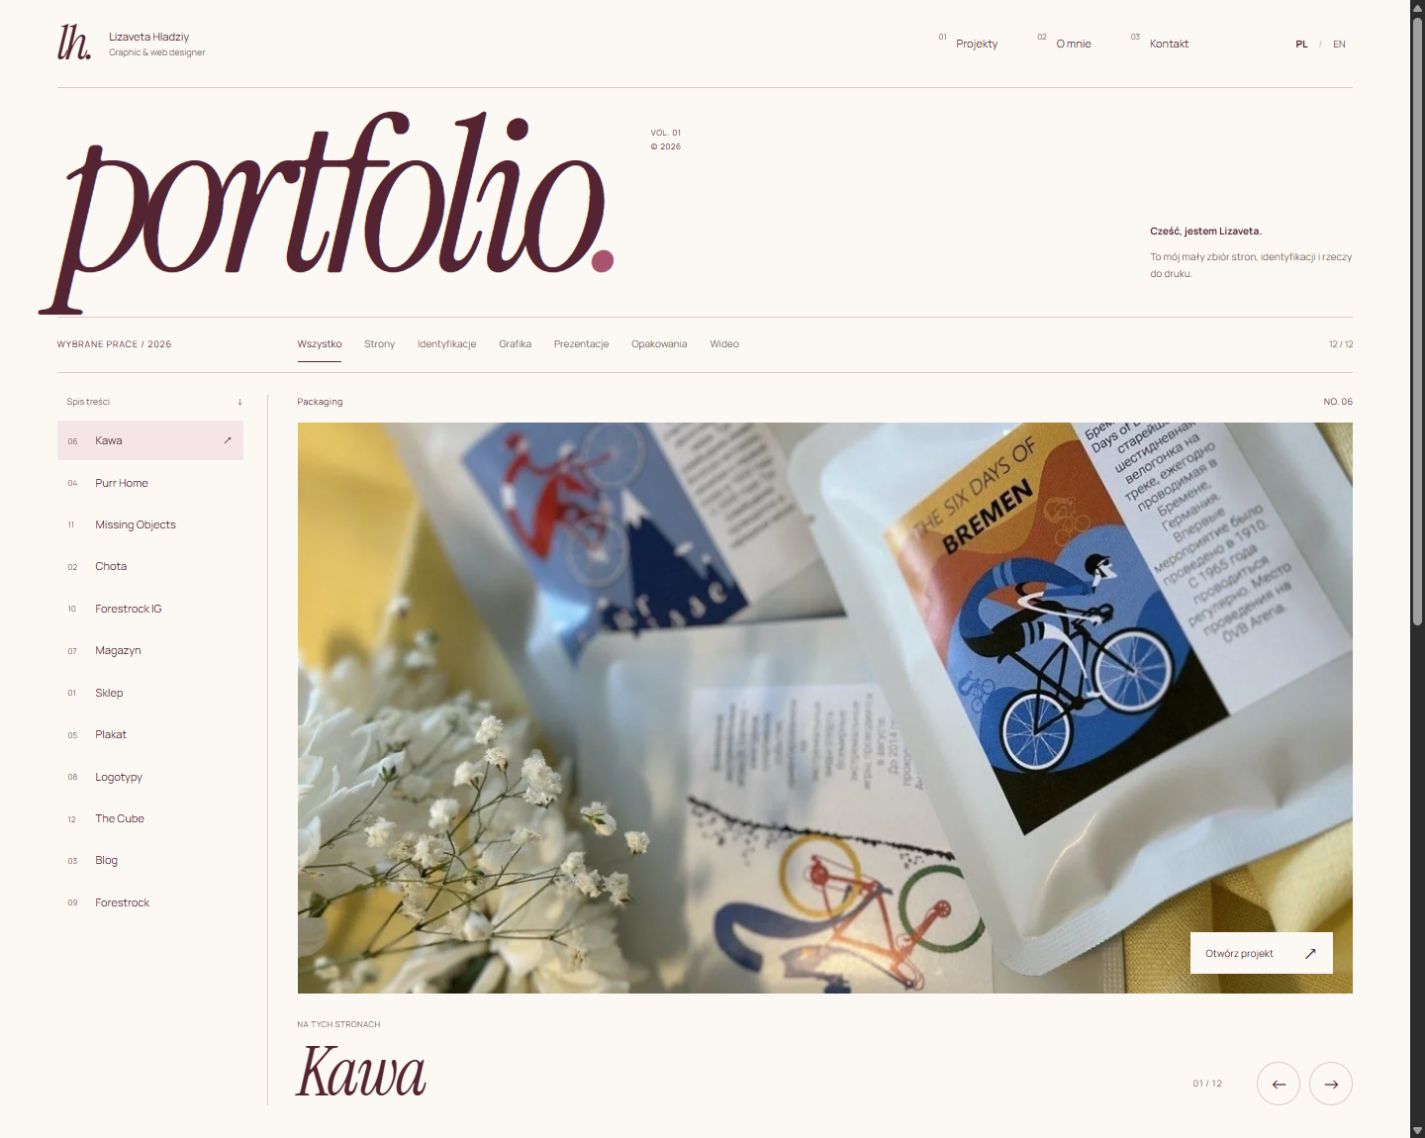 lh.
Lizaveta Hladziy
Graphic & web designer
01 Projekty
02 O mnie
03 Kontakt
PL / EN
portfolio.
VOL. 01
© 2026
Cześć, jestem Lizaveta.
To mój mały zbiór stron, identyfikacji i rzeczy
do druku.
WYBRANE PRACE / 2026
Wszystko
Strony
Identyfikacje
Grafika
Prezentacje
Opakowania
Wideo
12 / 12
Spis treści ↓
06 Kawa ↗
04 Purr Home
11 Missing Objects
02 Chota
10 Forestrock IG
07 Magazyn
01 Sklep
05 Plakat
08 Logotypy
12 The Cube
03 Blog
09 Forestrock
Packaging
NO. 06
THE SIX DAYS OF
BREMEN
Days of
старейш
шестидневная
велогонка на
треке, ежегодно
проводимая в
Бремене,
Германия.
Впервые
мероприятие было
проведено в 1910.
С 1965 года
проводиться
регулярно. Место
проведения на
ÖVB Arena.
Otwórz projekt ↗
NA TYCH STRONACH
Kawa
01 / 12
← →